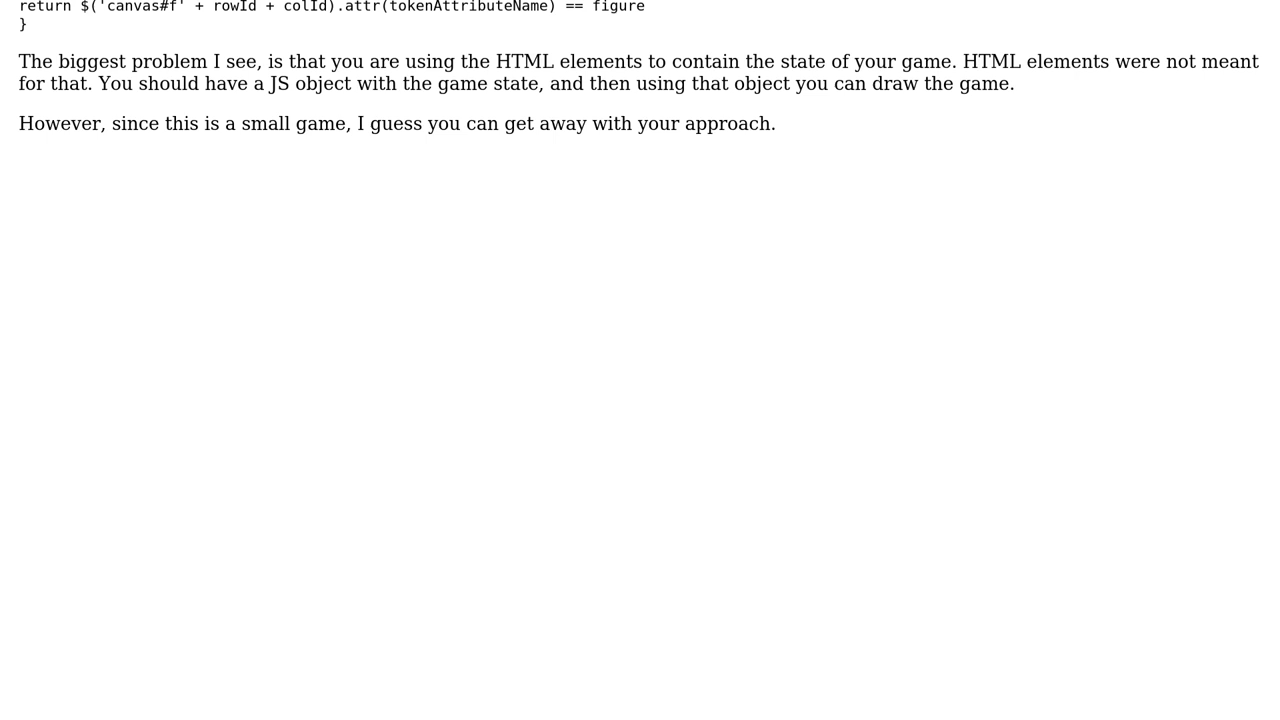 return $('canvas#f' + rowId + colId).attr(tokenAttributeName) == figure
}
The biggest problem I see, is that you are using the HTML elements to contain the state of your game. HTML elements were not meant
for that. You should have a JS object with the game state, and then using that object you can draw the game.
However, since this is a small game, I guess you can get away with your approach.